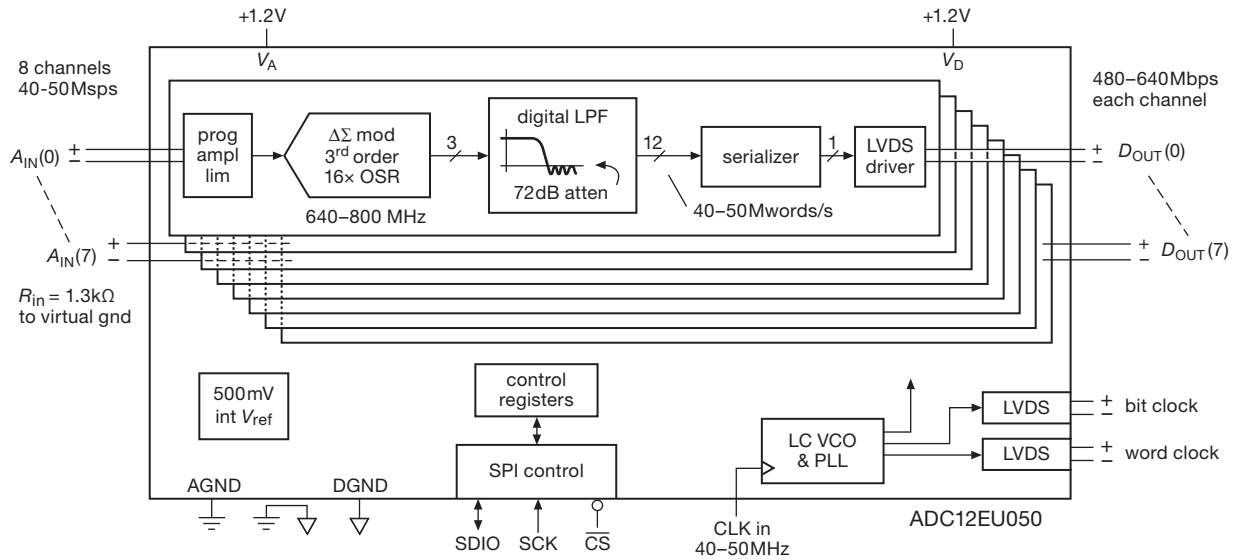 +1.2V
+1.2V
V_A
V_D
8 channels
40-50Msps
480–640Mbps
each channel
prog
ampl
lim
ΔΣ mod
3rd order
16× OSR
640–800 MHz
3
digital LPF
72dB atten
12
40–50Mwords/s
serializer
1
LVDS
driver
A_IN(0)
+
−
+
−
D_OUT(0)
A_IN(7)
+
−
+
−
D_OUT(7)
R_in = 1.3kΩ
to virtual gnd
500mV
int V_ref
control
registers
SPI control
LC VCO
& PLL
LVDS
+
−
bit clock
LVDS
+
−
word clock
AGND
DGND
SDIO
SCK
C̅S̅
CLK in
40–50MHz
ADC12EU050